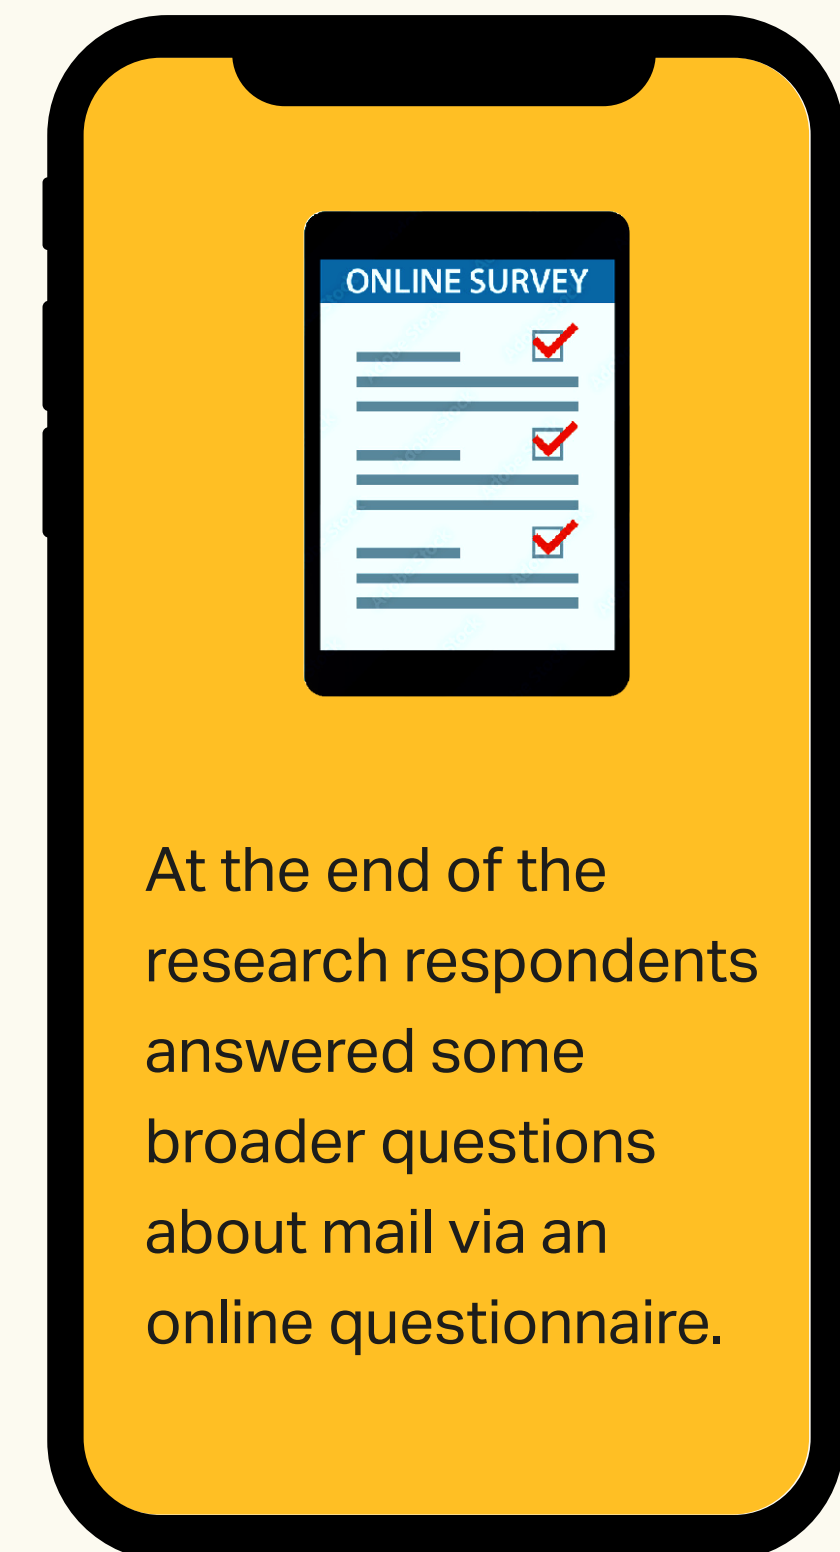 ONLINE SURVEY
At the end of the
research respondents
answered some
broader questions
about mail via an
online questionnaire.